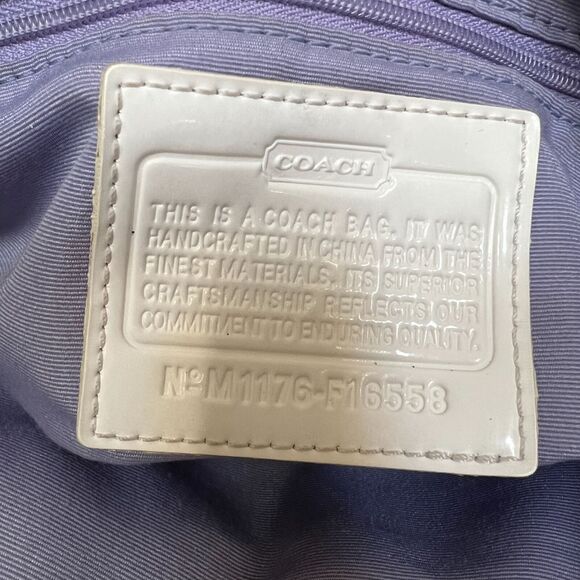 COACH
THIS IS A COACH BAG. IT WAS
HANDCRAFTED IN CHINA FROM THE
FINEST MATERIALS. ITS SUPERIOR
CRAFTSMANSHIP REFLECTS OUR
COMMITMENT TO ENDURING QUALITY.
Nº M1176-F16558